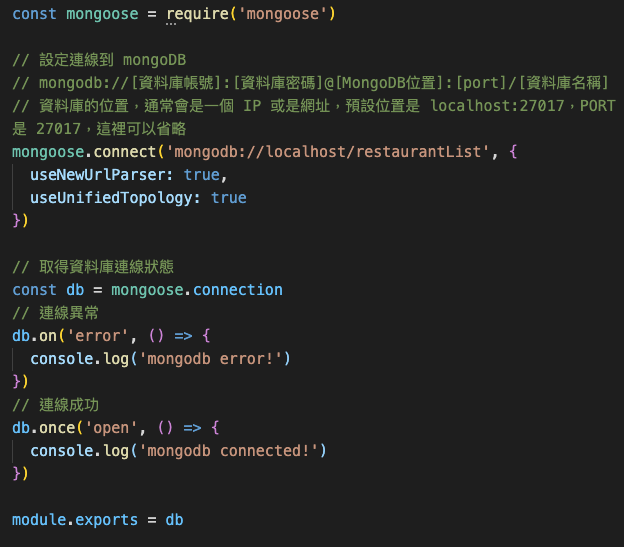 const mongoose = require('mongoose')
// 設定連線到 mongoDB
// mongodb://[資料庫帳號]:[資料庫密碼]@[MongoDB位置]:[port]/[資料庫名稱]
// 資料庫的位置，通常會是一個 IP 或是網址，預設位置是 localhost:27017，PORT
是 27017，這裡可以省略
mongoose.connect('mongodb://localhost/restaurantList', {
  useNewUrlParser: true,
  useUnifiedTopology: true
})
// 取得資料庫連線狀態
const db = mongoose.connection
// 連線異常
db.on('error', () => {
  console.log('mongodb error!')
})
// 連線成功
db.once('open', () => {
  console.log('mongodb connected!')
})
module.exports = db